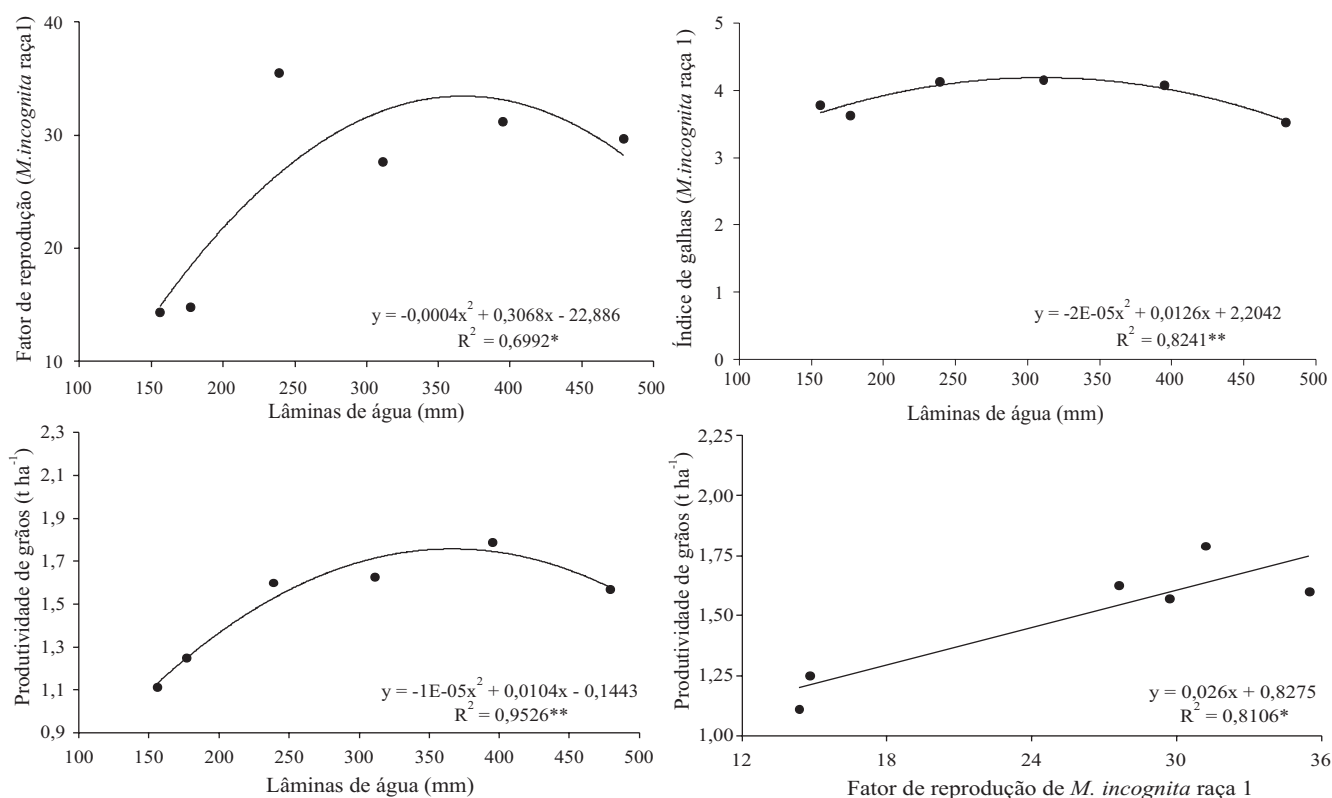 Fator de reprodução (M.incognita raça1)
40
30
20
10
y = -0,0004x² + 0,3068x - 22,886
R² = 0,6992*
100 150 200 250 300 350 400 450 500
Lâminas de água (mm)
Índice de galhas (M.incognita raça 1)
5
4
3
2
1
0
y = -2E-05x² + 0,0126x + 2,2042
R² = 0,8241**
100 150 200 250 300 350 400 450 500
Lâminas de água (mm)
Produtividade de grãos (t ha⁻¹)
2,3
2,1
1,9
1,7
1,5
1,3
1,1
0,9
y = -1E-05x² + 0,0104x - 0,1443
R² = 0,9526**
100 150 200 250 300 350 400 450 500
Lâminas de água (mm)
Produtividade de grãos (t ha⁻¹)
2,25
2,00
1,75
1,50
1,25
1,00
y = 0,026x + 0,8275
R² = 0,8106*
12 18 24 30 36
Fator de reprodução de M. incognita raça 1